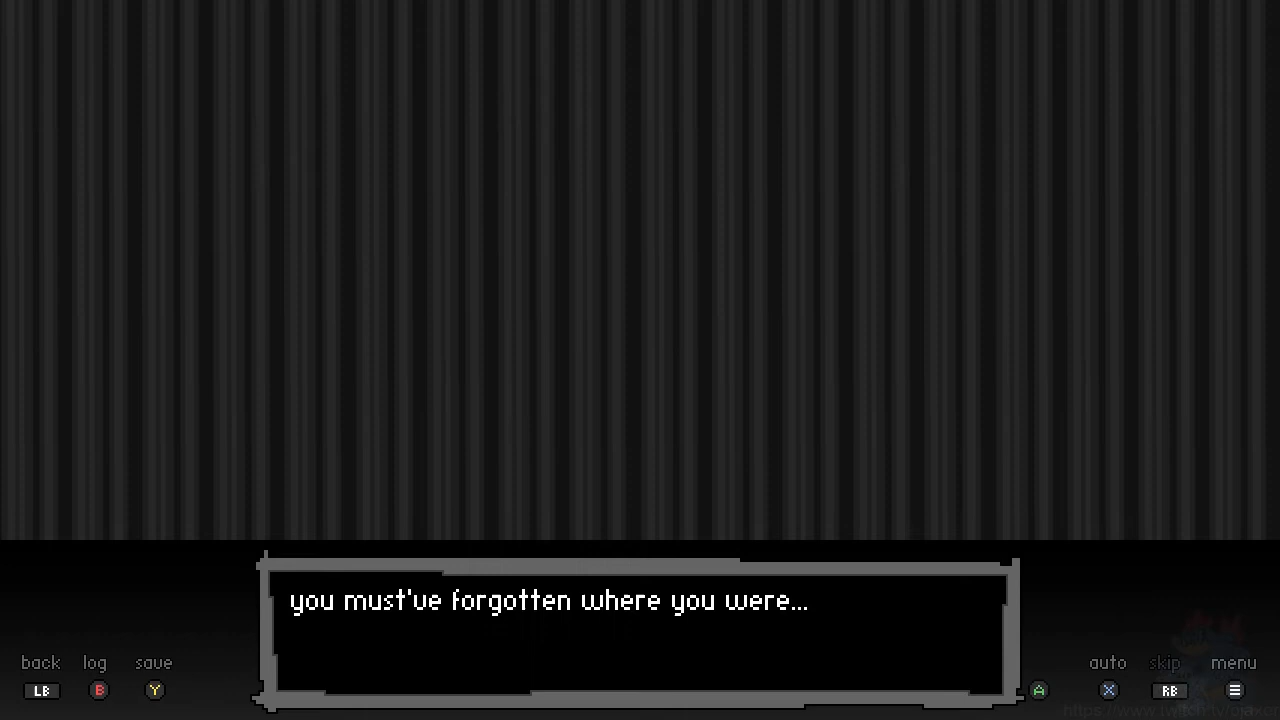 you must've forgotten where you were...
back log save
auto skip menu
LB B Y
A X RB